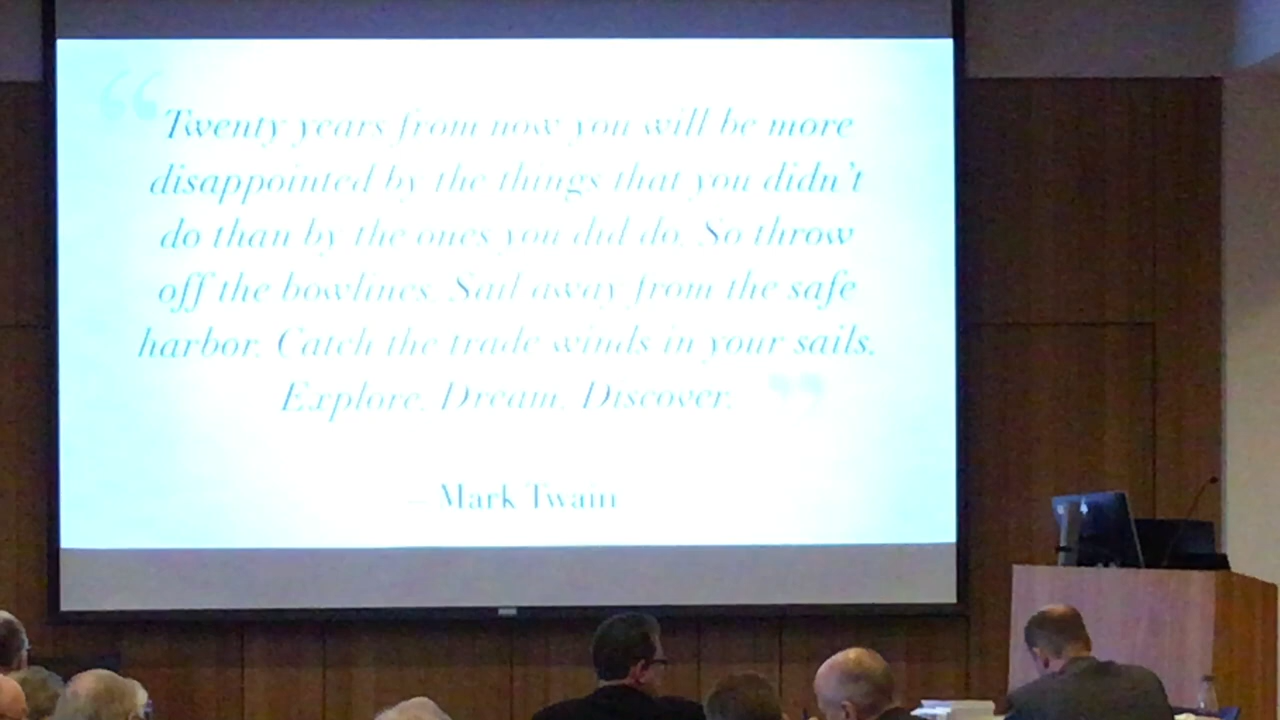 “Twenty years from now you will be more
disappointed by the things that you didn’t
do than by the ones you did do. So throw
off the bowlines. Sail away from the safe
harbor. Catch the trade winds in your sails.
Explore. Dream. Discover.”
– Mark Twain